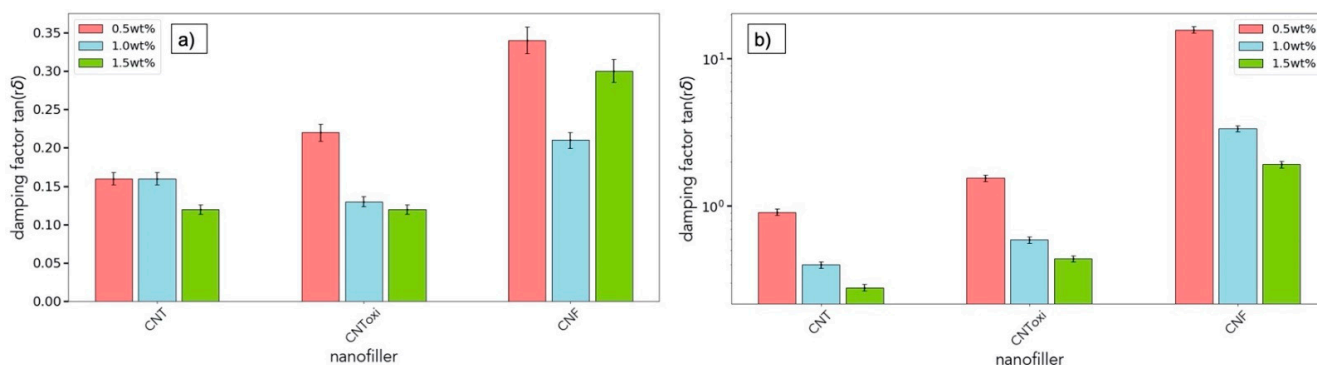 a)
0.5wt%
1.0wt%
1.5wt%
damping factor tan(rδ)
0.35
0.30
0.25
0.20
0.15
0.10
0.05
0.00
CNT
CNToxi
CNF
nanofiller
b)
0.5wt%
1.0wt%
1.5wt%
damping factor tan(rδ)
10¹
10⁰
CNT
CNToxi
CNF
nanofiller